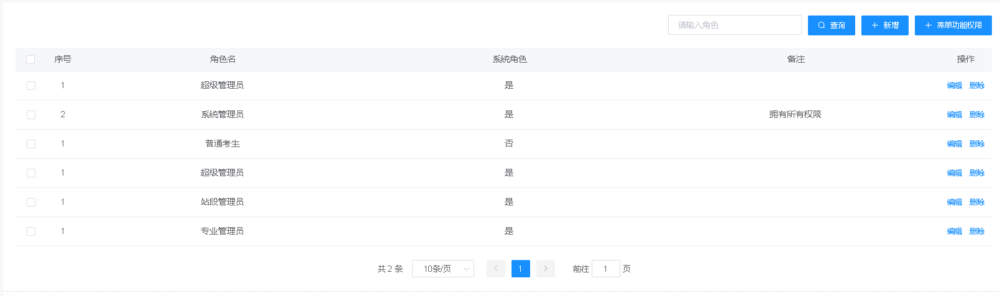 请输入角色 查询 新增 菜单功能权限
序号 角色名 系统角色 备注 操作
1 超级管理员 是 编辑 删除
2 系统管理员 是 拥有所有权限 编辑 删除
1 普通考生 否 编辑 删除
1 超级管理员 是 编辑 删除
1 站段管理员 是 编辑 删除
1 专业管理员 是 编辑 删除
共 2 条 10条/页 1 前往 1 页